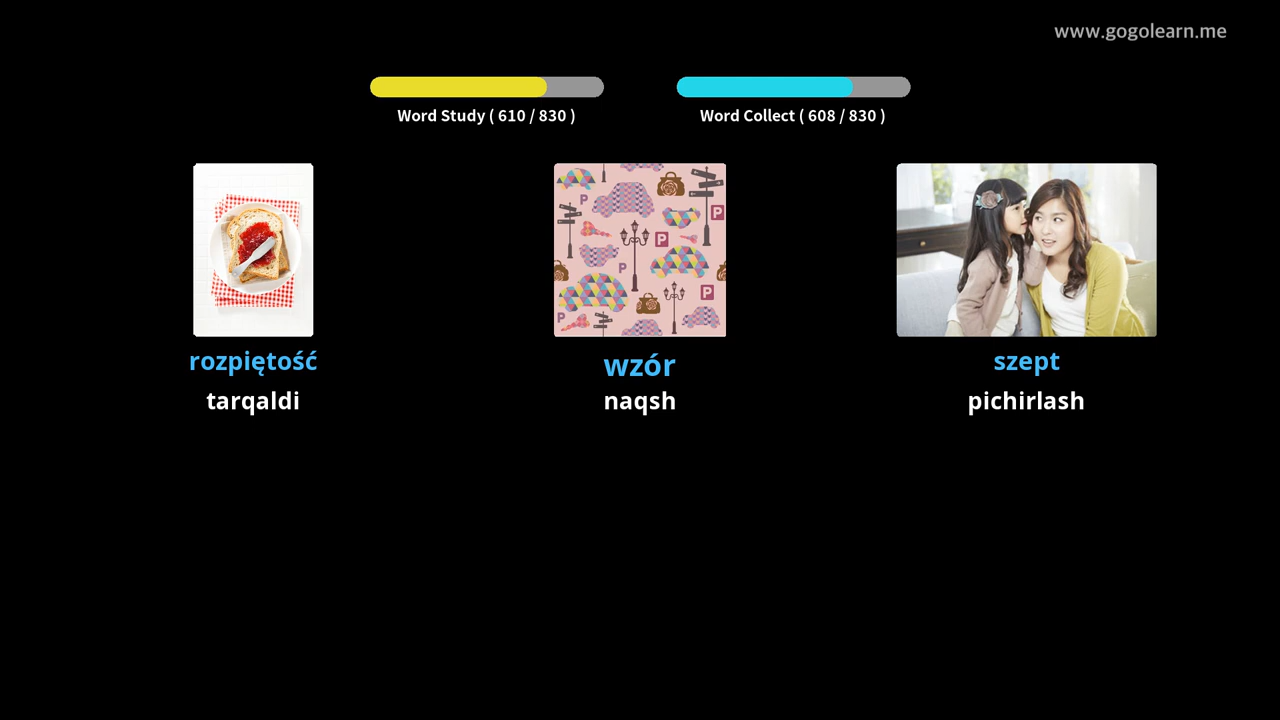 www.gogolearn.me
Word Study ( 610 / 830 )
Word Collect ( 608 / 830 )
P
P
P
P
P
P
rozpiętość
wzór
szept
tarqaldi
naqsh
pichirlash